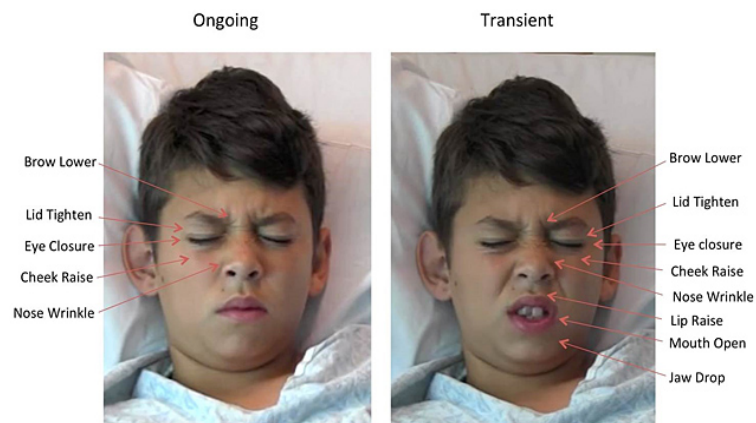 Ongoing
Transient
Brow Lower
Lid Tighten
Eye Closure
Cheek Raise
Nose Wrinkle
Brow Lower
Lid Tighten
Eye closure
Cheek Raise
Nose Wrinkle
Lip Raise
Mouth Open
Jaw Drop